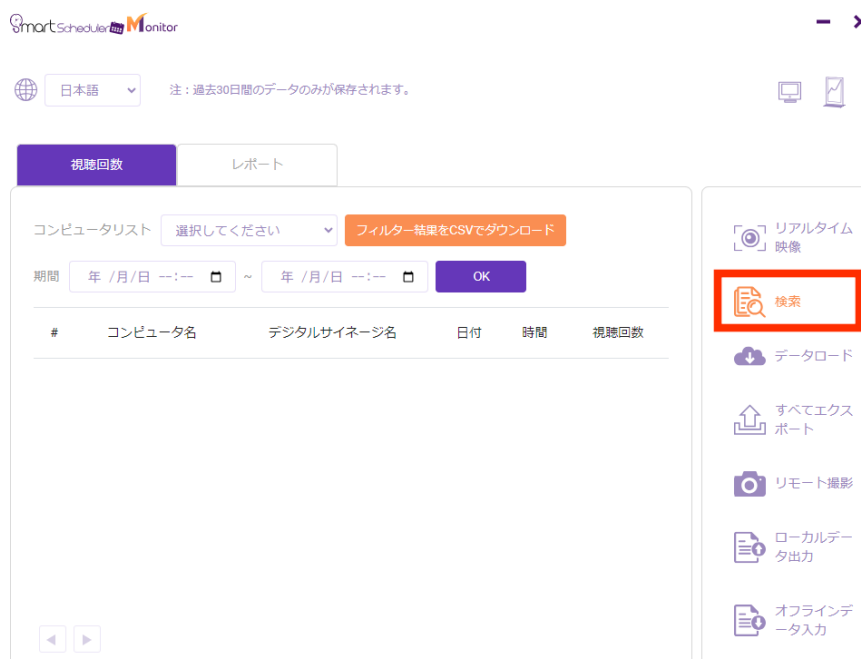 Smart Scheduler Monitor
日本語
注：過去30日間のデータのみが保存されます。
視聴回数
レポート
コンピュータリスト 選択してください フィルター結果をCSVでダウンロード
期間 年 /月/日 --:-- ~ 年 /月/日 --:-- OK
# コンピュータ名 デジタルサイネージ名 日付 時間 視聴回数
リアルタイム
映像
検索
データロード
すべてエクス
ポート
リモート撮影
ローカルデー
タ出力
オフラインデ
ータ入力